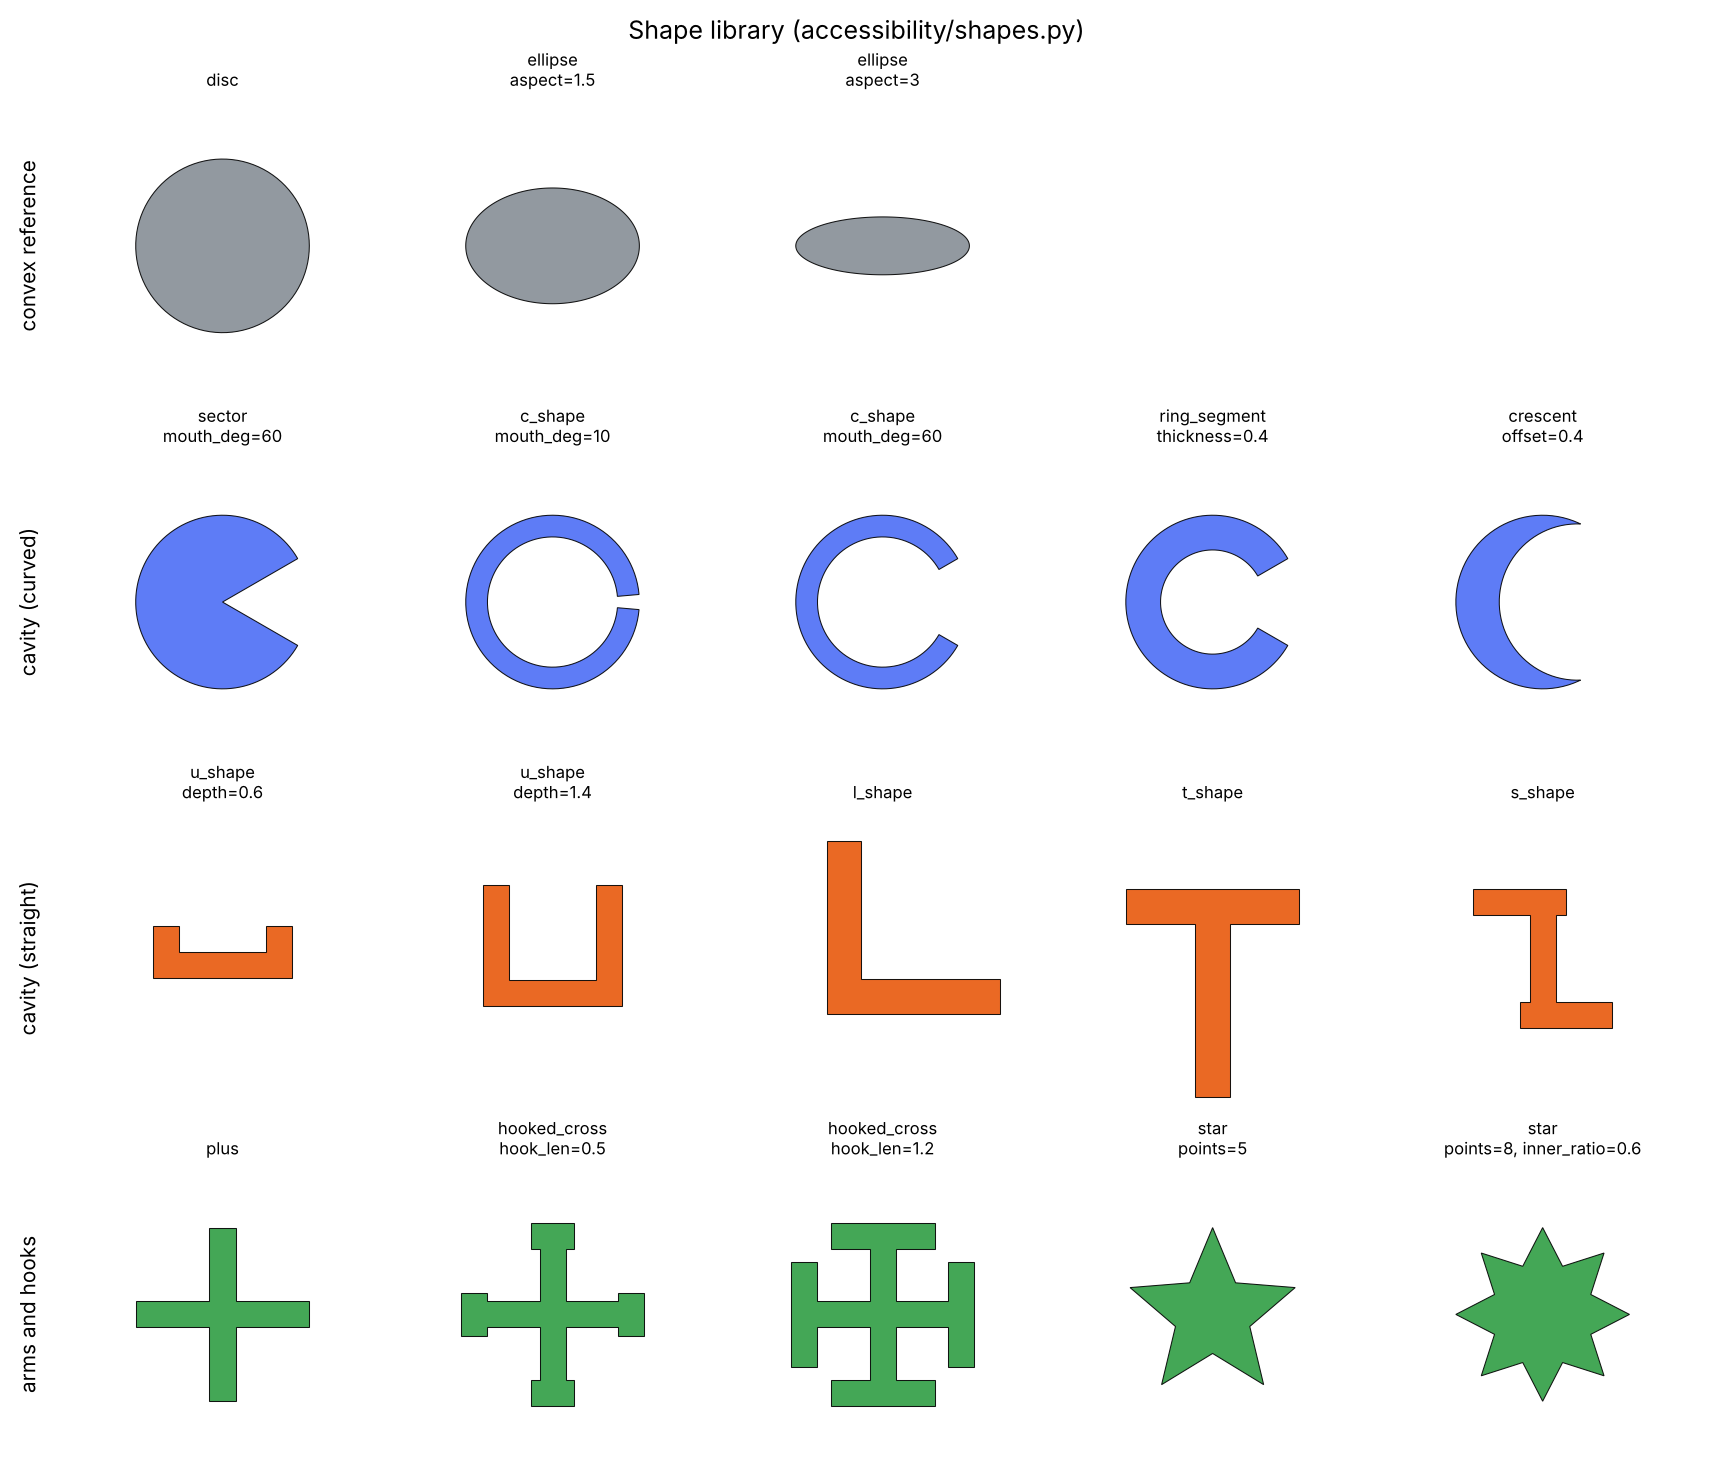 Shape library (accessibility/shapes.py)
convex reference
disc
ellipse
aspect=1.5
ellipse
aspect=3
cavity (curved)
sector
mouth_deg=60
c_shape
mouth_deg=10
c_shape
mouth_deg=60
ring_segment
thickness=0.4
crescent
offset=0.4
cavity (straight)
u_shape
depth=0.6
u_shape
depth=1.4
l_shape
t_shape
s_shape
arms and hooks
plus
hooked_cross
hook_len=0.5
hooked_cross
hook_len=1.2
star
points=5
star
points=8, inner_ratio=0.6